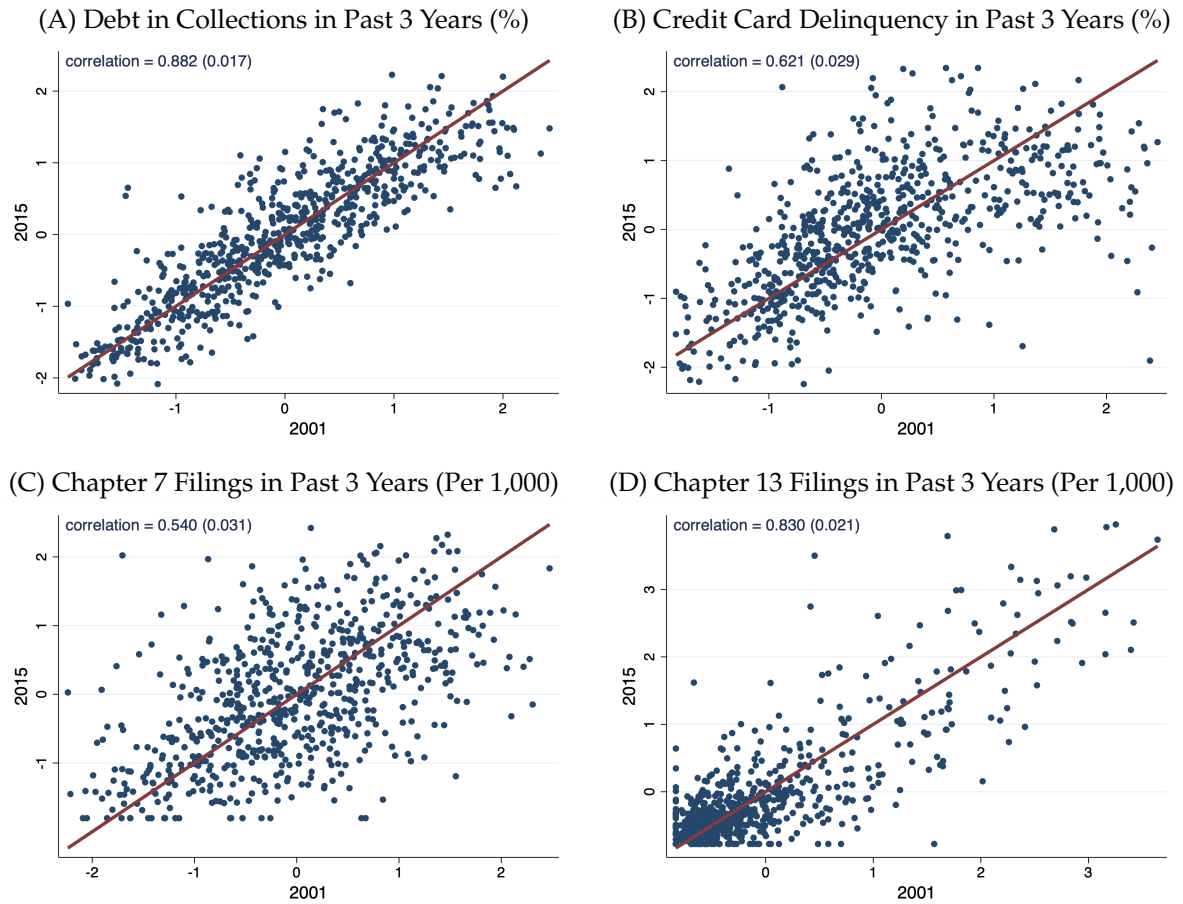 (A) Debt in Collections in Past 3 Years (%)
correlation = 0.882 (0.017)
2
1
0
-1
-2
2015
-1 0 1 2
2001
(B) Credit Card Delinquency in Past 3 Years (%)
correlation = 0.621 (0.029)
2
1
0
-1
-2
2015
-1 0 1 2
2001
(C) Chapter 7 Filings in Past 3 Years (Per 1,000)
correlation = 0.540 (0.031)
2
1
0
-1
2015
-2 -1 0 1 2
2001
(D) Chapter 13 Filings in Past 3 Years (Per 1,000)
correlation = 0.830 (0.021)
3
2
1
0
2015
0 1 2 3
2001